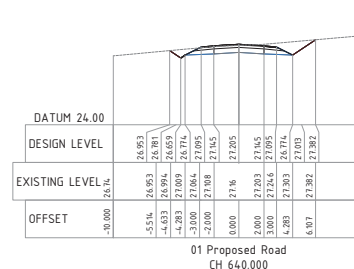 DATUM 24.00
DESIGN LEVEL 26.953 26.781 26.659 26.774 27.095 27.145 27.205 27.145 27.095 26.774 27.013 27.382
EXISTING LEVEL 26.74 26.953 26.994 27.009 27.064 27.108 27.16 27.203 27.246 27.303 27.382
OFFSET -10.000 -5.514 -4.633 -4.283 -3.000 -2.000 0.000 2.000 3.000 4.283 6.107
01 Proposed Road
CH 640.000